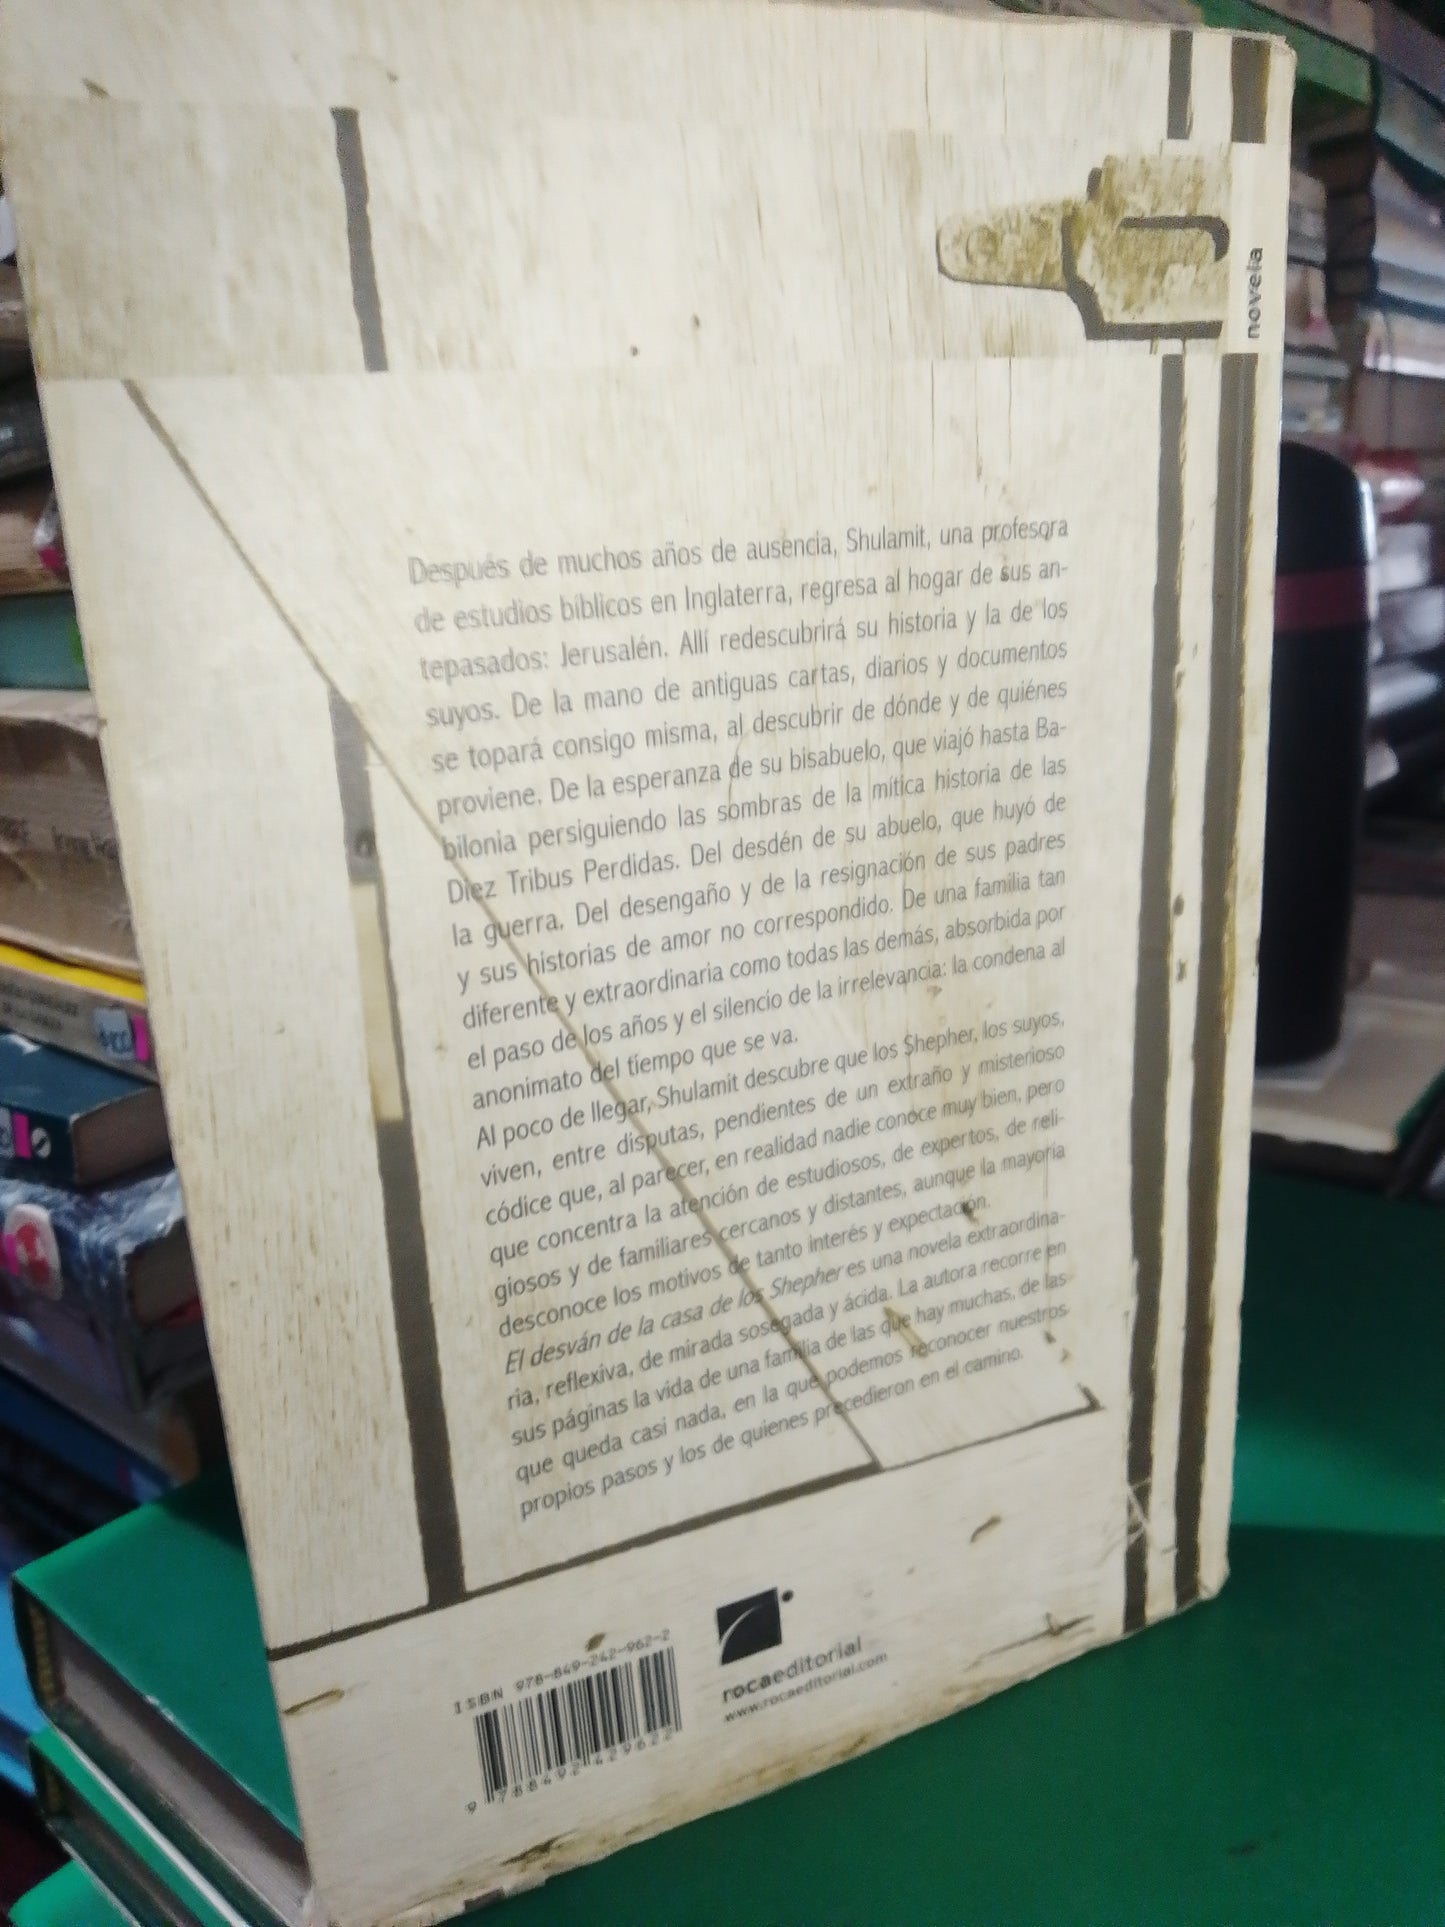 novela
Después de muchos años de ausencia, Shulamit, una profesora
de estudios bíblicos en Inglaterra, regresa al hogar de sus an-
tepasados: Jerusalén. Allí redescubrirá su historia y la de los
suyos. De la mano de antiguas cartas, diarios y documentos
se topará consigo misma, al descubrir de dónde y de quiénes
proviene. De la esperanza de su bisabuelo, que viajó hasta Ba-
bilonia persiguiendo las sombras de la mítica historia de las
Diez Tribus Perdidas. Del desdén de su abuelo, que huyó de
la guerra. Del desengaño y de la resignación de sus padres
y sus historias de amor no correspondido. De una familia tan
diferente y extraordinaria como todas las demás, absorbida por
el paso de los años y el silencio de la irrelevancia: la condena al
anonimato del tiempo que se va.
Al poco de llegar, Shulamit descubre que los Shepher, los suyos,
viven, entre disputas, pendientes de un extraño y misterioso
códice que, al parecer, en realidad nadie conoce muy bien, pero
que concentra la atención de estudiosos, de expertos, de reli-
giosos y de familiares cercanos y distantes, aunque la mayoría
desconoce los motivos de tanto interés y expectación.
El desván de la casa de los Shepher es una novela extraordina-
ria, reflexiva, de mirada sosegada y ácida. La autora recorre en
sus páginas la vida de una familia de las que hay muchas, de las
que queda casi nada, en la que podemos reconocer nuestros
propios pasos y los de quienes precedieron en el camino.
ISBN 978-849-242-962-2
9 788492 429622
rocaeditorial
www.rocaeditorial.com